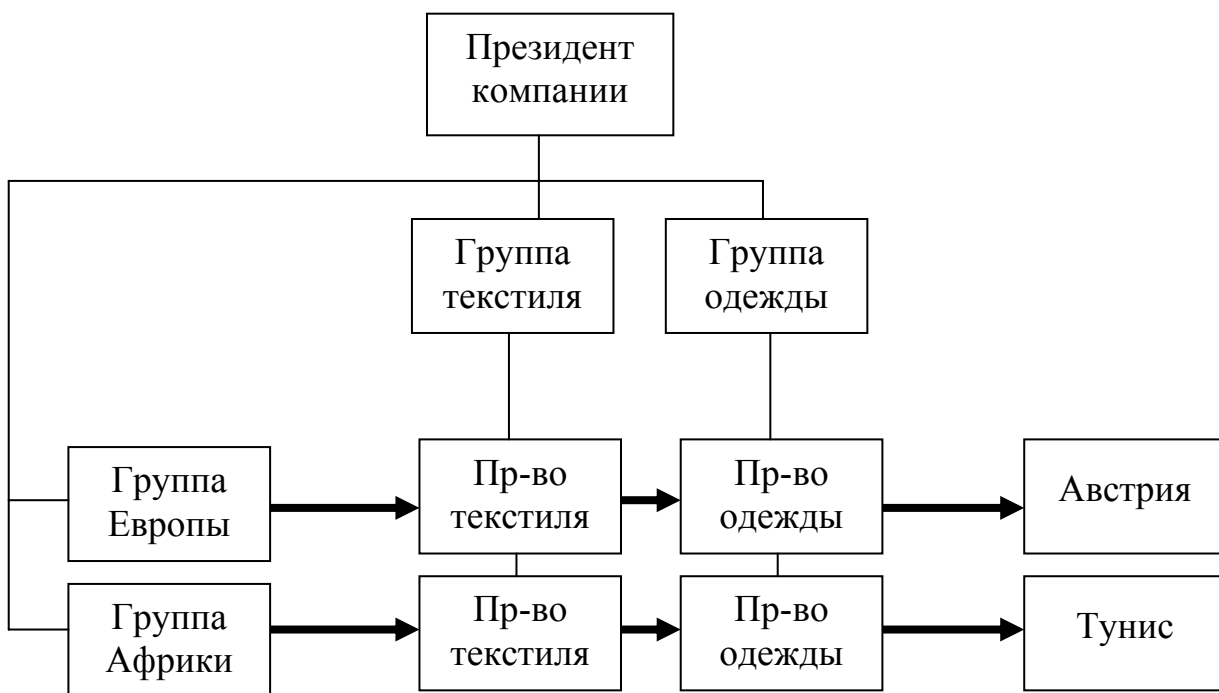 Президент
компании
Группа
текстиля
Группа
одежды
Группа
Европы
Пр-во
текстиля
Пр-во
одежды
Австрия
Группа
Африки
Пр-во
текстиля
Пр-во
одежды
Тунис